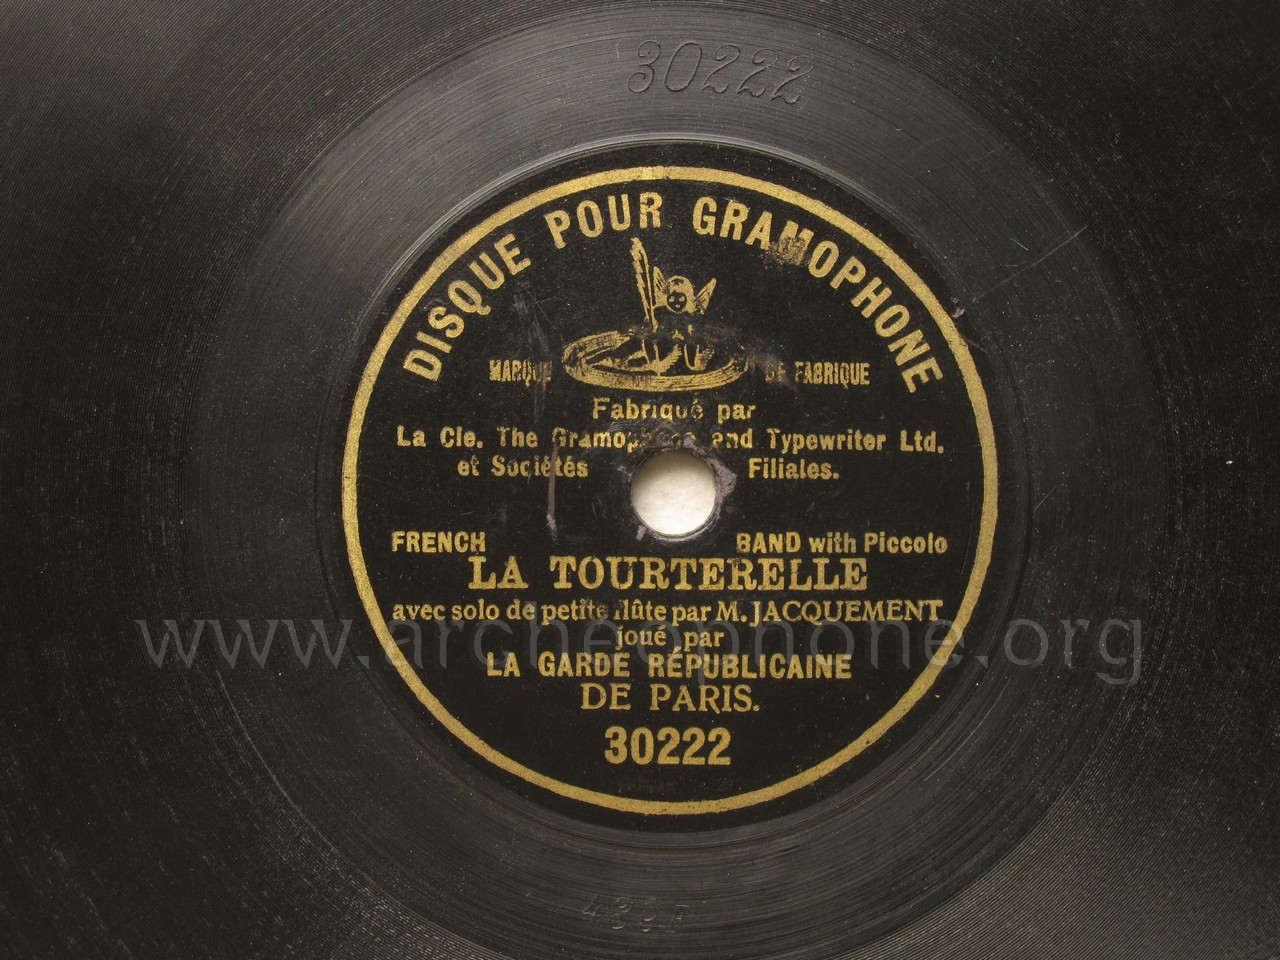 30222
DISQUE POUR GRAMOPHONE
MARQUE DE FABRIQUE
Fabriqué par
La Cie. The Gramophone and Typewriter Ltd.
et Sociétés Filiales.
FRENCH BAND with Piccolo
LA TOURTERELLE
avec solo de petite flûte par M. JACQUEMENT
joué par
www.archeophone.org
LA GARDE RÉPUBLICAINE
DE PARIS.
30222